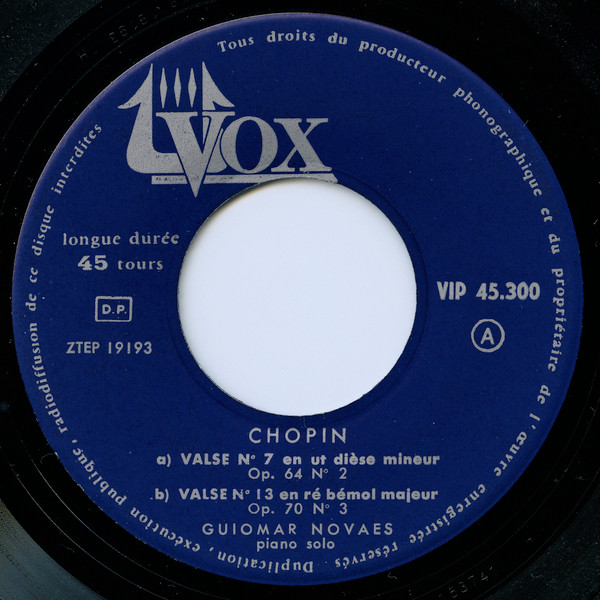 Tous droits du producteur phonographique et du propriétaire de l'œuvre enregistrée réservés. Duplication, exécution publique, radiodiffusion de ce disque interdites
VOX
longue durée
45 tours
D.P.
ZTEP 19193
VIP 45.300
A
CHOPIN
a) VALSE N° 7 en ut dièse mineur
Op. 64 N° 2
b) VALSE N° 13 en ré bémol majeur
Op. 70 N° 3
GUIOMAR NOVAES
piano solo